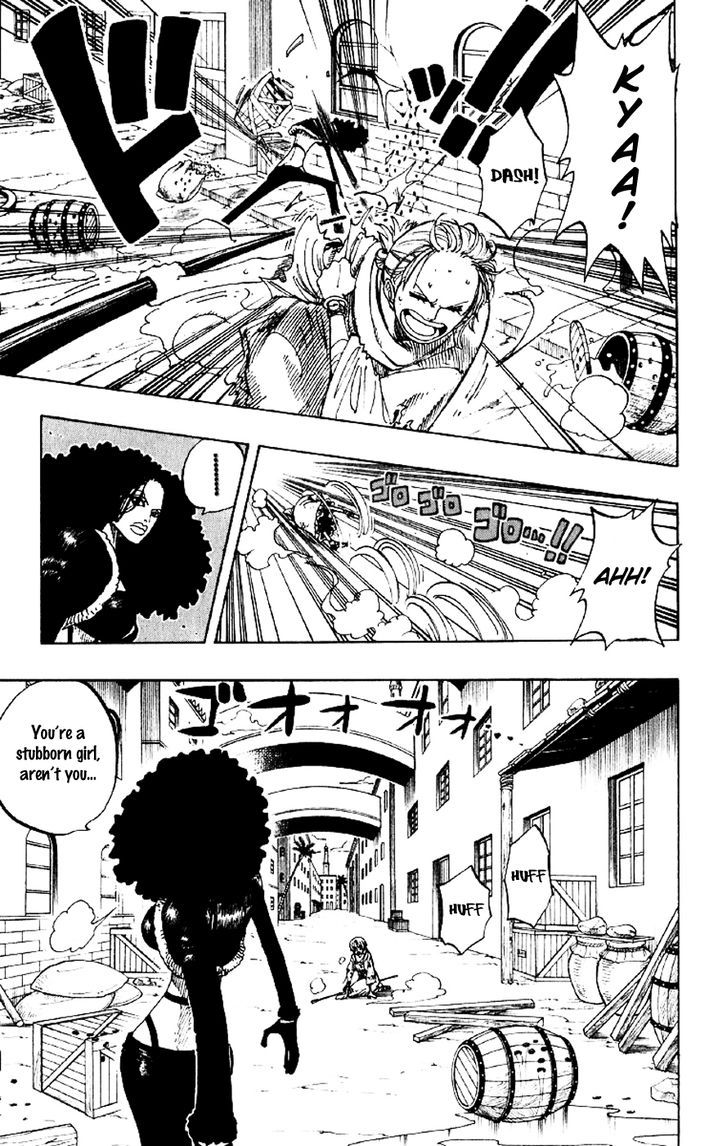 KYAA!
DASH!
ド
!!
AHH!
ゴロ
ゴロ
ゴロ…!!
.........
You're a
stubborn girl,
aren't you...
ゴオオオオ
HUFF
HUFF